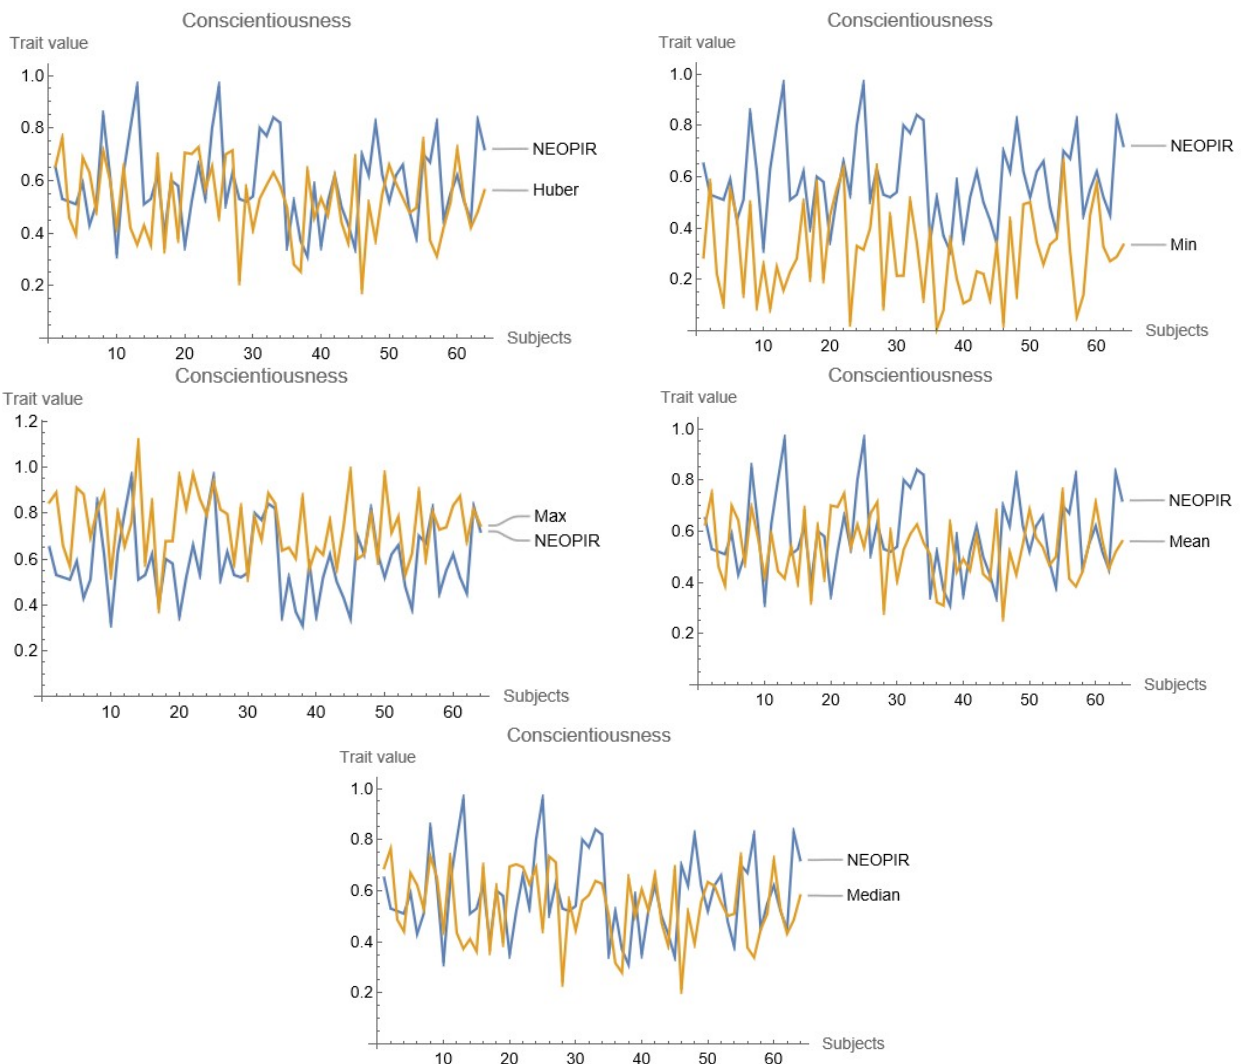 Conscientiousness
Trait value
1.0
0.8
0.6
0.4
0.2
NEOPIR
Huber
Subjects
10 20 30 40 50 60
Conscientiousness
Trait value
1.0
0.8
0.6
0.4
0.2
NEOPIR
Min
Subjects
10 20 30 40 50 60
Conscientiousness
Trait value
1.2
1.0
0.8
0.6
0.4
0.2
Max
NEOPIR
Subjects
10 20 30 40 50 60
Conscientiousness
Trait value
1.0
0.8
0.6
0.4
0.2
NEOPIR
Mean
Subjects
10 20 30 40 50 60
Conscientiousness
Trait value
1.0
0.8
0.6
0.4
0.2
NEOPIR
Median
Subjects
10 20 30 40 50 60